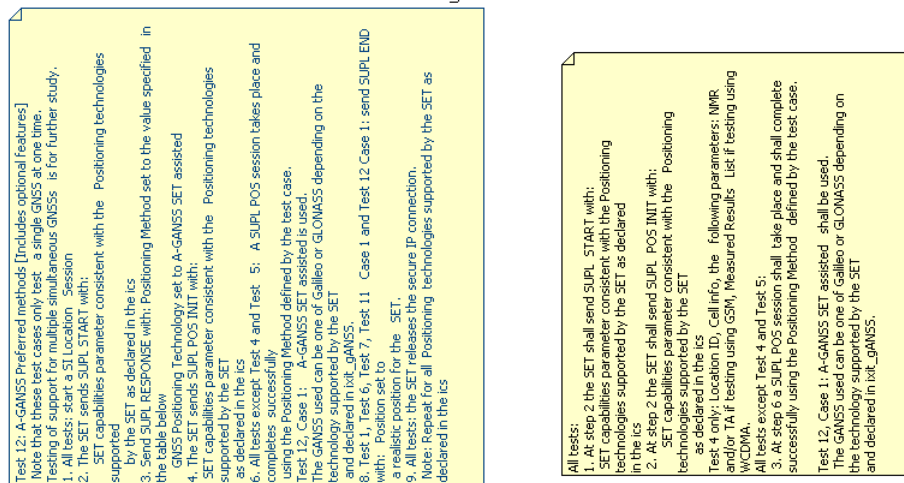 Test 12: A-GANSS Preferred methods [Includes optional features]
Note that these test cases only test a single GNSS at one time.
Testing of support for multiple simultaneous GNSSs is for further study.
1. All tests: start a SI Location Session
2. The SET sends SUPL START with:
SET capabilities parameter consistent with the Positioning technologies
supported
by the SET as declared in the ics
3. Send SUPL RESPONSE with: Positioning Method set to the value specified in
the table below
GNSS Positioning Technology set to A-GANSS SET assisted
4. The SET sends SUPL POS INIT with:
SET capabilities parameter consistent with the Positioning technologies
supported by the SET
as declared in the ics
6. All tests except Test 4 and Test 5: A SUPL POS session takes place and
completes successfully
using the Positioning Method defined by the test case.
Test 12, Case 1: A-GANSS SET assisted is used.
The GANSS used can be one of Galileo or GLONASS depending on the
technology supported by the SET
and declared in ixit_gANSS.
8. Test 1, Test 6, Test 7, Test 11 Case 1 and Test 12 Case 1: send SUPL END
with: Position set to
a realistic position for the SET.
9. All tests: the SET releases the secure IP connection.
Note: Repeat for all Positioning technologies supported by the SET as
declared in the ics
All tests:
1. At step 2 the SET shall send SUPL START with:
SET capabilities parameter consistent with the Positioning
technologies supported by the SET as declared
in the ics
2. At step 2 the SET shall send SUPL POS INIT with:
SET capabilities parameter consistent with the Positioning
technologies supported by the SET
as declared in the ics
Test 4 only: Location ID, Cell info, the following parameters: NMR
and/or TA if testing using GSM, Measured Results List if testing using
WCDMA.
All tests except Test 4 and Test 5:
3. At step 6 a SUPL POS session shall take place and shall complete
successfully using the Positioning Method defined by the test case.
Test 12, Case 1: A-GANSS SET assisted shall be used.
The GANSS used can be one of Galileo or GLONASS depending on
the technology supported by the SET
and declared in ixit_gANSS.